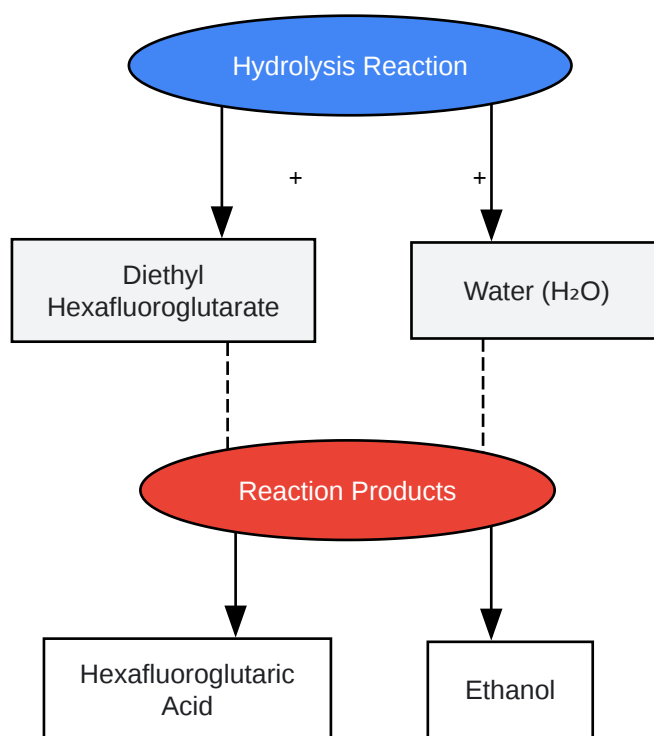 Hydrolysis Reaction
+ +
Diethyl
Hexafluoroglutarate
Water (H₂O)
Reaction Products
Hexafluoroglutaric
Acid
Ethanol